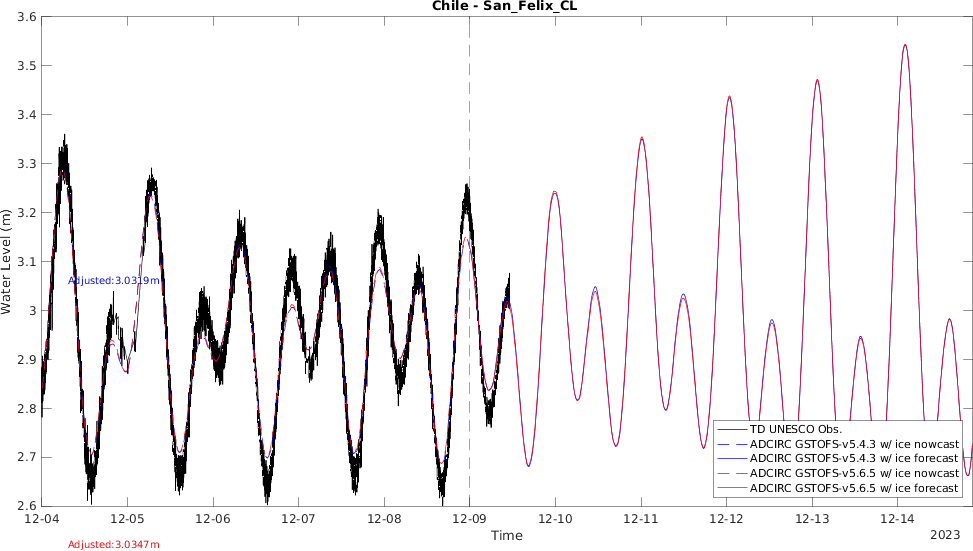 Chile - San_Felix_CL
3.6
3.5
3.4
3.3
3.2
3.1
3
2.9
2.8
2.7
2.6
Water Level (m)
Adjusted:3.0319m
TD UNESCO Obs.
ADCIRC GSTOFS-v5.4.3 w/ ice nowcast
ADCIRC GSTOFS-v5.4.3 w/ ice forecast
ADCIRC GSTOFS-v5.6.5 w/ ice nowcast
ADCIRC GSTOFS-v5.6.5 w/ ice forecast
12-04 12-05 12-06 12-07 12-08 12-09 12-10 12-11 12-12 12-13 12-14
Time
2023
Adjusted:3.0347m